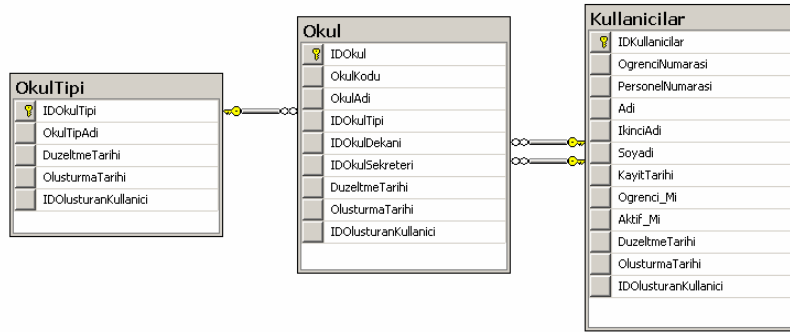 OkulTipi
IDOkulTipi
OkulTipAdi
DuzeltmeTarihi
OlusturmaTarihi
IDOlusturanKullanici
Okul
IDOkul
OkulKodu
OkulAdi
IDOkulTipi
IDOkulDekani
IDOkulSekreteri
DuzeltmeTarihi
OlusturmaTarihi
IDOlusturanKullanici
Kullanicilar
IDKullanicilar
OgrenciNumarasi
PersonelNumarasi
Adi
IkinciAdi
Soyadi
KayitTarihi
Ogrenci_Mi
Aktif_Mi
DuzeltmeTarihi
OlusturmaTarihi
IDOlusturanKullanici